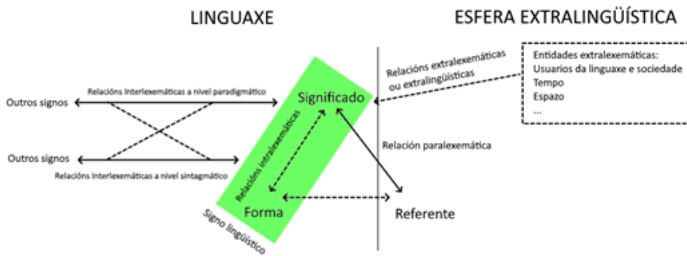 LINGUAXE
ESFERA EXTRALINGÜÍSTICA
Relacións extralexemáticas
ou extralingüísticas
Entidades extralexemáticas:
Usuarios da linguaxe e sociedade
Tempo
Espazo
...
Relacións Interlexemáticas a nivel paradigmático
Outros signos
Significado
Relacións intralexemáticas
Relación paralexemática
Outros signos
Relacións Interlexemáticas a nivel sintagmático
Forma
Referente
Signo lingüístico